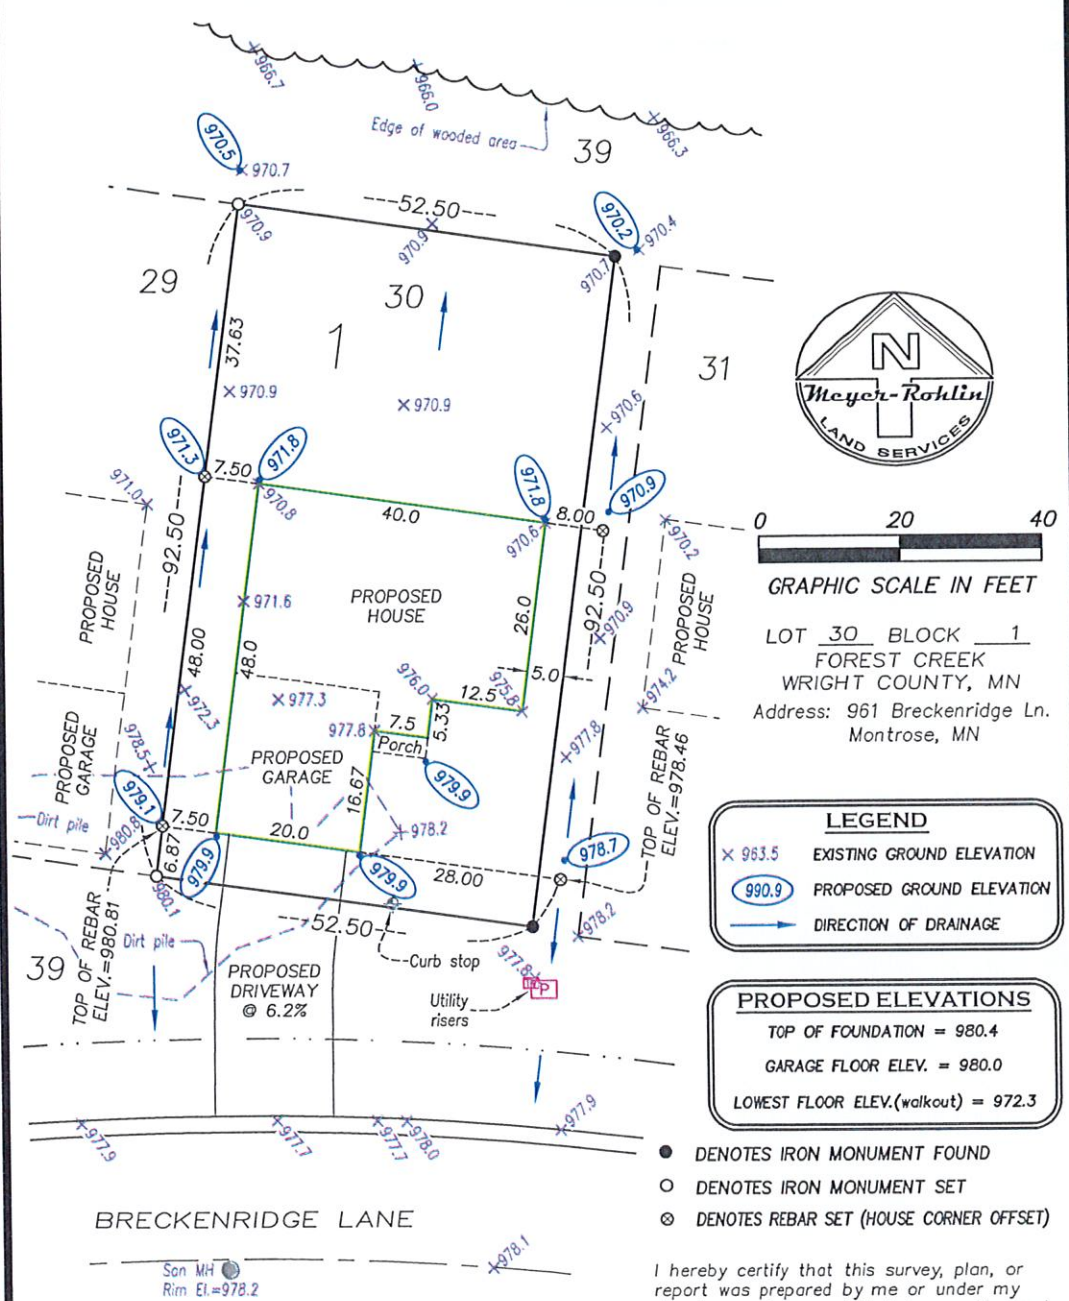 966.7
966.0
966.3
Edge of wooded area
39
970.5
970.7
970.9
52.50
970.9
970.2
970.4
970.7
29
30
1
31
37.63
970.9
970.9
970.6
N
Meyer-Rohlin
LAND SERVICES
971.3
7.50
971.8
970.8
971.0
40.0
971.8
970.6
8.00
970.9
970.2
0 20 40
GRAPHIC SCALE IN FEET
92.50
PROPOSED
HOUSE
971.6
PROPOSED
HOUSE
26.0
92.50
970.9
PROPOSED
HOUSE
LOT 30 BLOCK 1
FOREST CREEK
WRIGHT COUNTY, MN
Address: 961 Breckenridge Ln.
Montrose, MN
48.00
48.0
972.3
977.3
976.0
12.5
975.8
5.0
974.2
977.8
7.5
5.33
Porch
977.8
978.5
PROPOSED
GARAGE
PROPOSED
GARAGE
16.67
979.9
TOP OF REBAR
ELEV.=978.46
979.1
Dirt pile
980.8
7.50
20.0
978.2
6.87
979.9
979.9
28.00
978.7
980.1
52.50
978.2
LEGEND
963.5 EXISTING GROUND ELEVATION
990.9 PROPOSED GROUND ELEVATION
DIRECTION OF DRAINAGE
TOP OF REBAR
ELEV.=980.81
39
Dirt pile
Curb stop
977.8
P
PROPOSED
DRIVEWAY
@ 6.2%
Utility
risers
PROPOSED ELEVATIONS
TOP OF FOUNDATION = 980.4
GARAGE FLOOR ELEV. = 980.0
LOWEST FLOOR ELEV.(walkout) = 972.3
977.9
977.7
977.7
978.0
977.9
DENOTES IRON MONUMENT FOUND
DENOTES IRON MONUMENT SET
DENOTES REBAR SET (HOUSE CORNER OFFSET)
BRECKENRIDGE LANE
San MH
Rim El.=978.2
978.1
I hereby certify that this survey, plan, or
report was prepared by me or under my